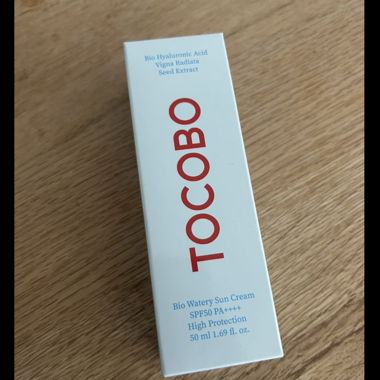 Bio Hyaluronic Acid
Vigna Radiata
Seed Extract
TOCOBO
Bio Watery Sun Cream
SPF50 PA++++
High Protection
50 ml 1.69 fl. oz.